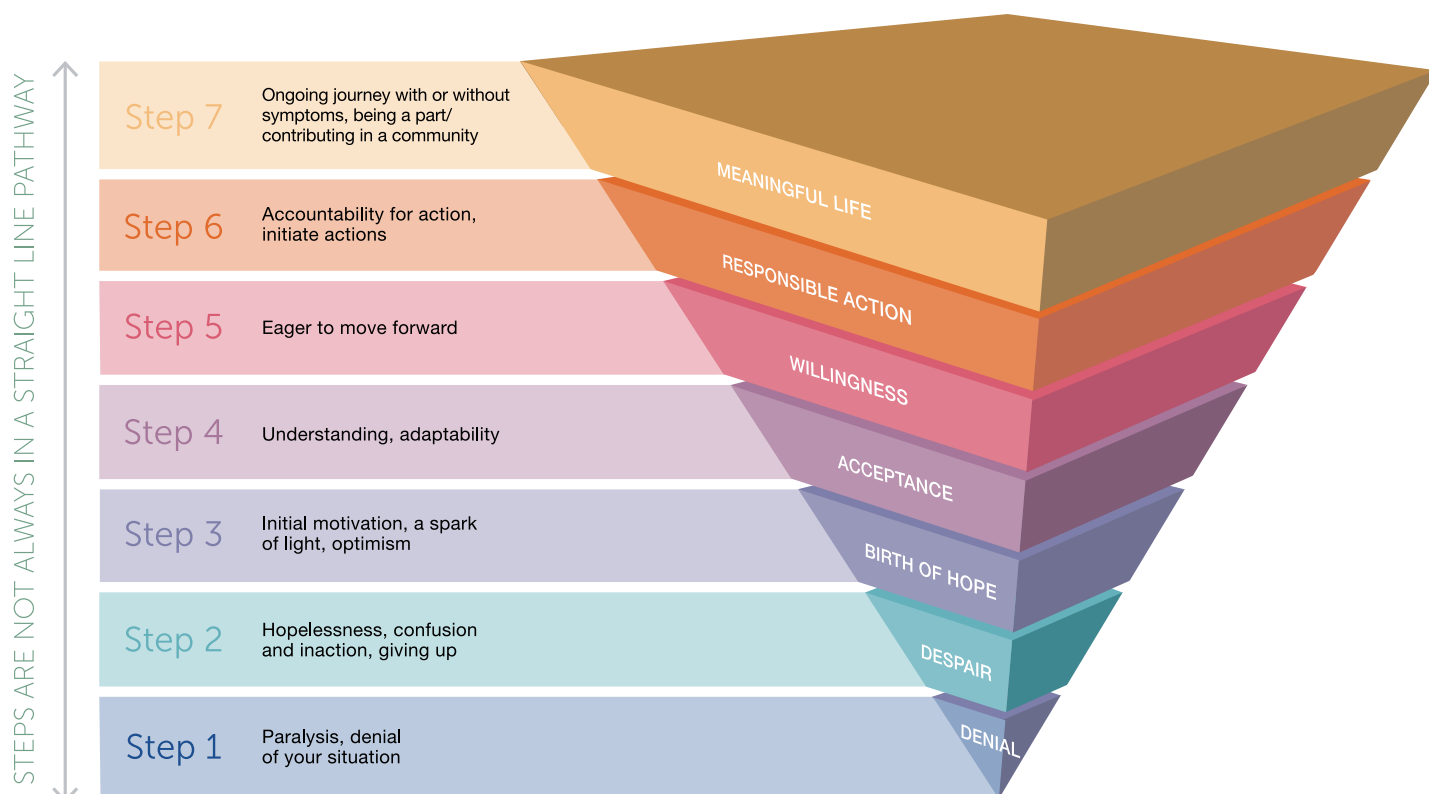 STEPS ARE NOT ALWAYS IN A STRAIGHT LINE PATHWAY
Step 7
Ongoing journey with or without
symptoms, being a part/
contributing in a community
MEANINGFUL LIFE
Step 6
Accountability for action,
initiate actions
RESPONSIBLE ACTION
Step 5
Eager to move forward
WILLINGNESS
Step 4
Understanding, adaptability
ACCEPTANCE
Step 3
Initial motivation, a spark
of light, optimism
BIRTH OF HOPE
Step 2
Hopelessness, confusion
and inaction, giving up
DESPAIR
Step 1
Paralysis, denial
of your situation
DENIAL